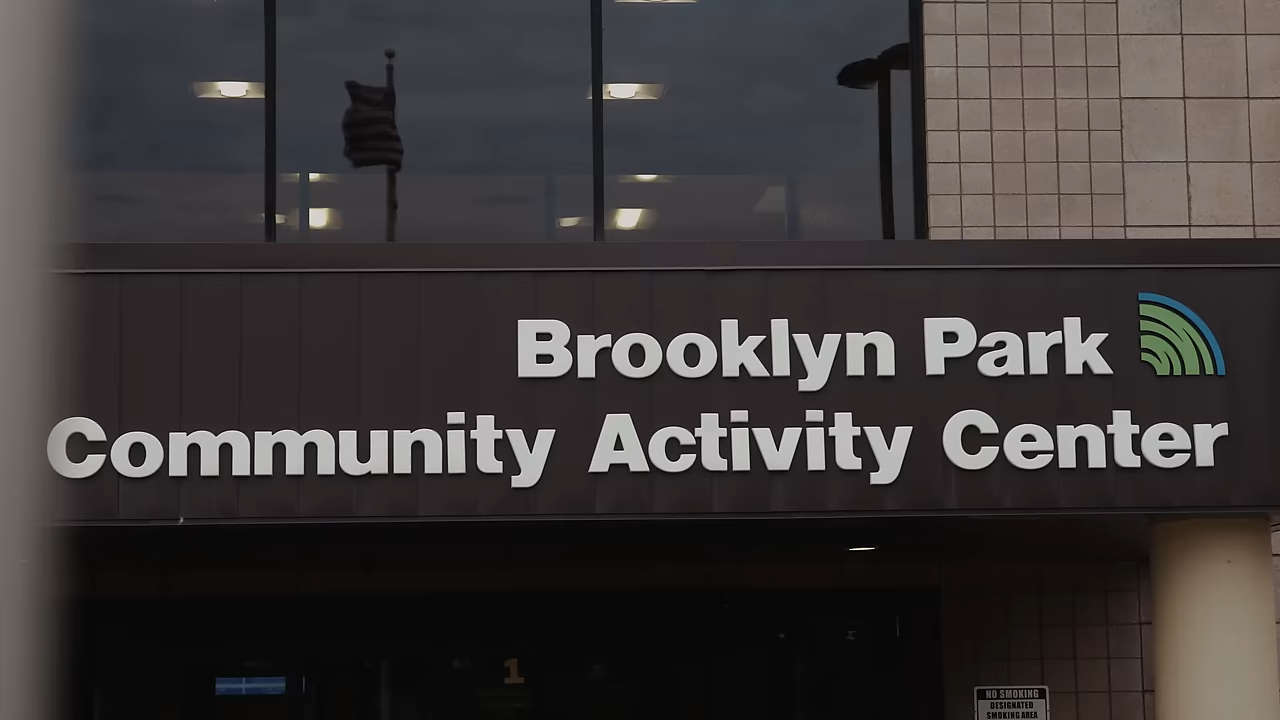 Brooklyn Park
Community Activity Center
1
NO SMOKING
DESIGNATED
SMOKING AREA